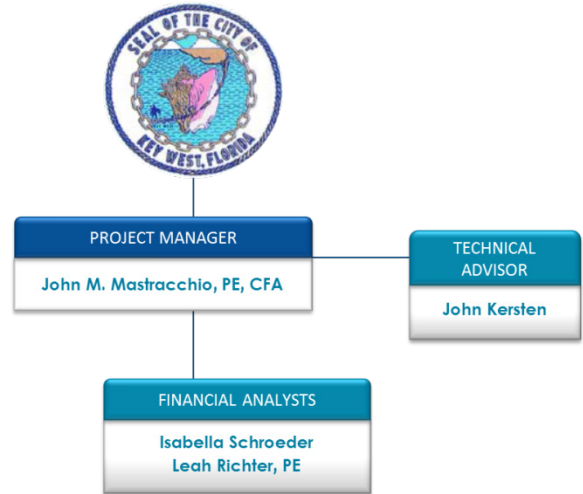 SEAL OF THE CITY OF
KEY WEST, FLORIDA
PROJECT MANAGER
John M. Mastracchio, PE, CFA
TECHNICAL
ADVISOR
John Kersten
FINANCIAL ANALYSTS
Isabella Schroeder
Leah Richter, PE